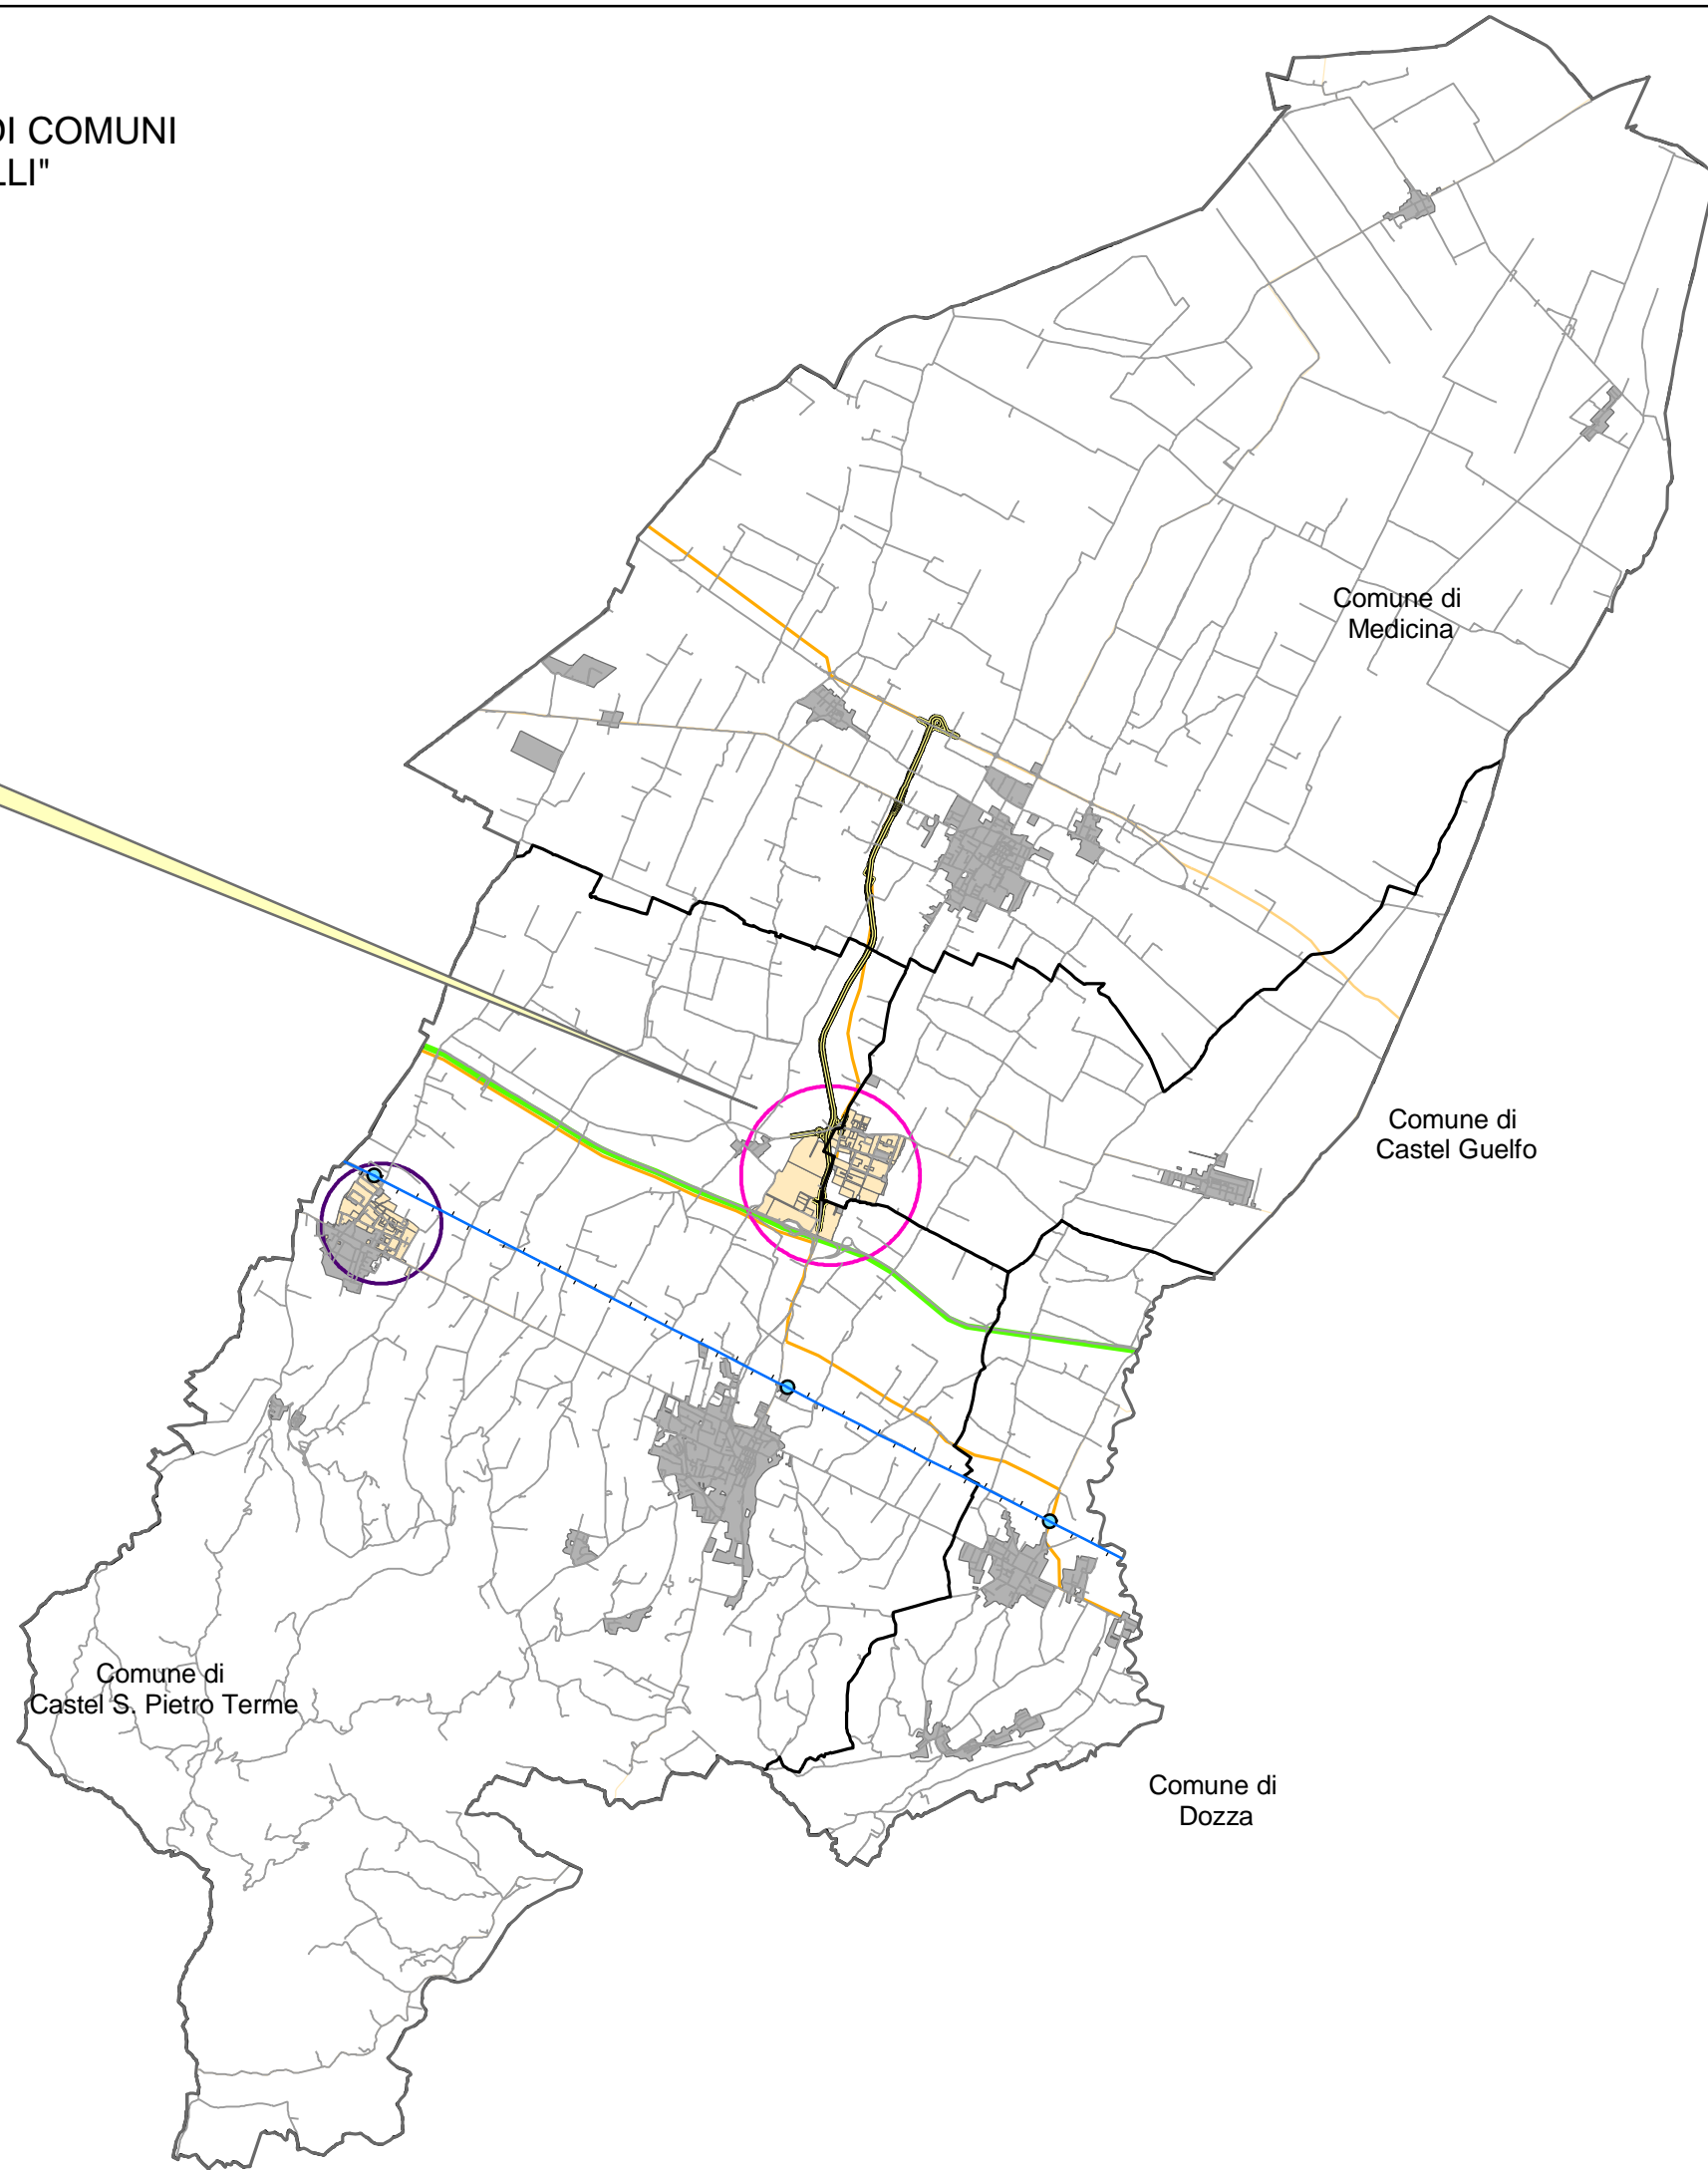 DI COMUNI
LLI"
Comune di
Medicina
Comune di
Castel Guelfo
Comune di
Castel S. Pietro Terme
Comune di
Dozza